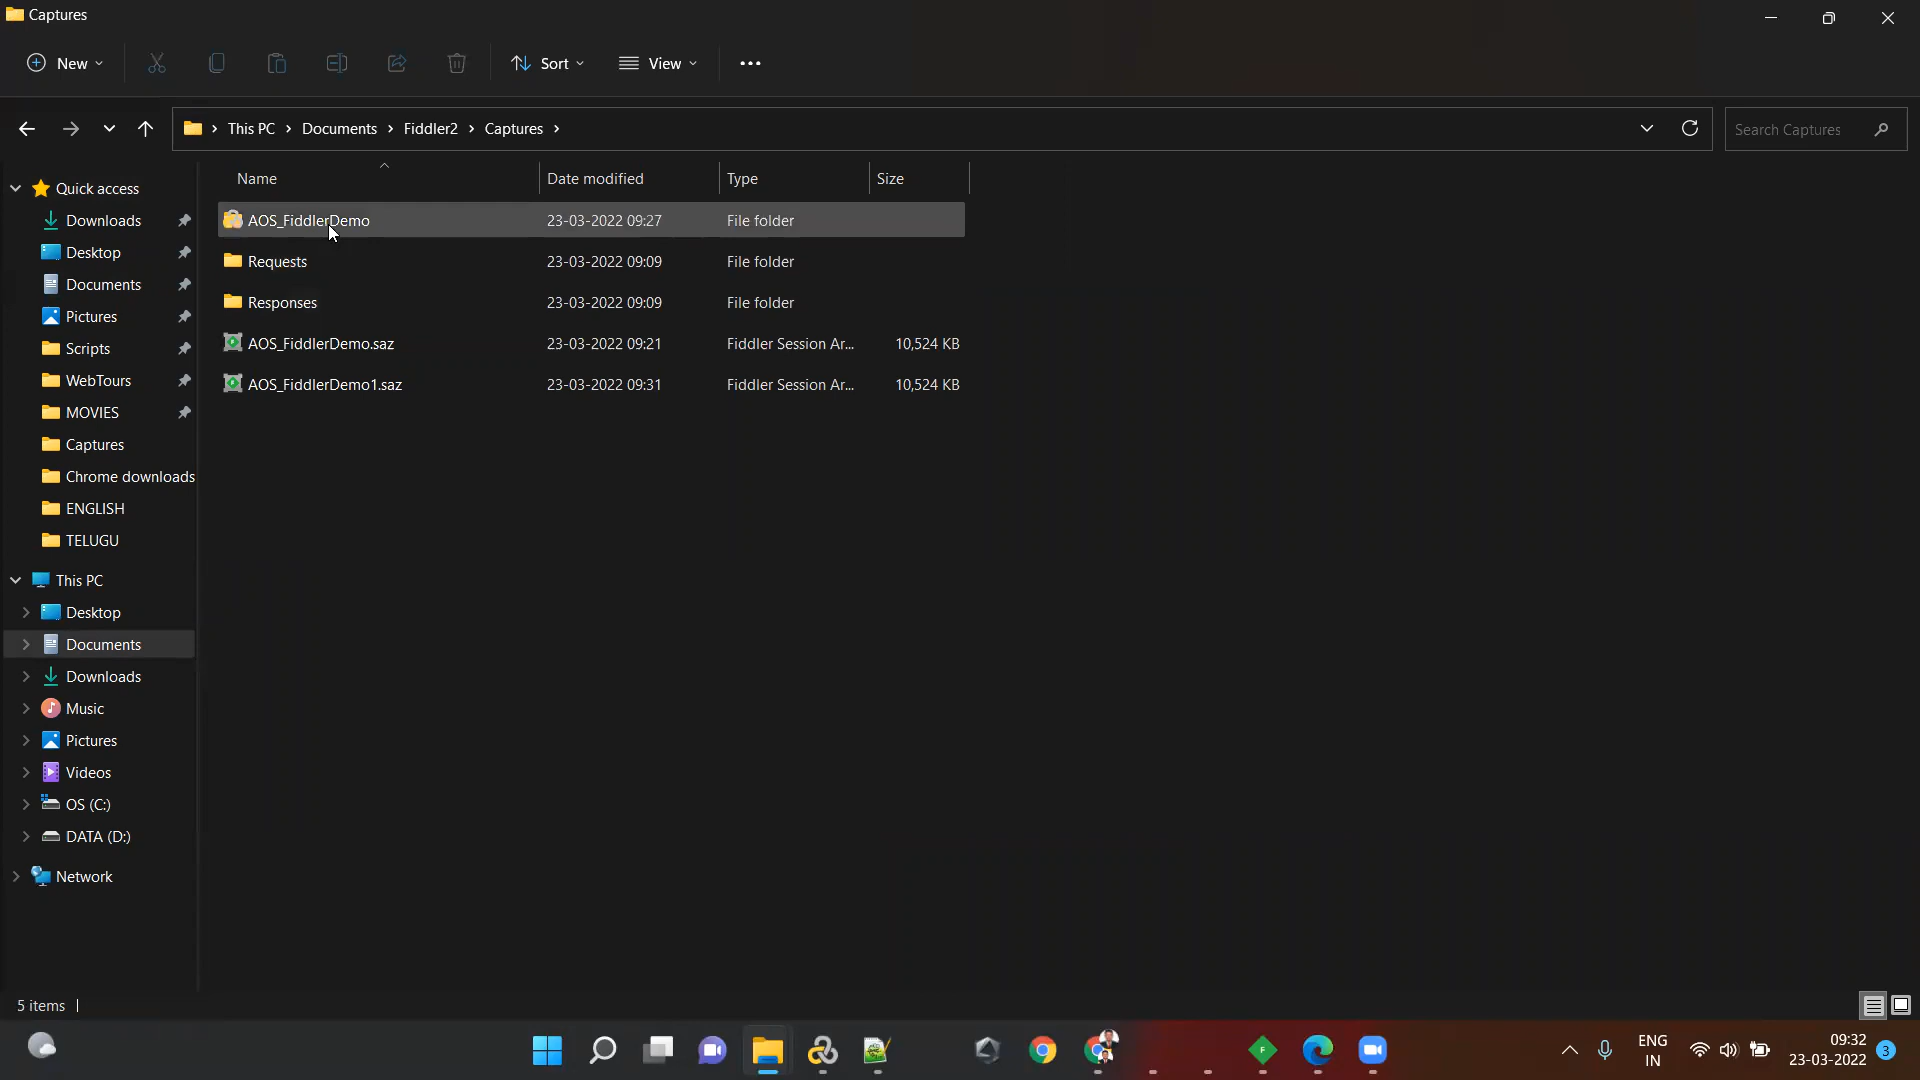 Captures
New
Sort
View
This PC
Documents
Fiddler2
Captures
Search Captures
Name
Date modified
Type
Size
AOS_FiddlerDemo 23-03-2022 09:27 File folder
Requests 23-03-2022 09:09 File folder
Responses 23-03-2022 09:09 File folder
AOS_FiddlerDemo.saz 23-03-2022 09:21 Fiddler Session Ar... 10,524 KB
AOS_FiddlerDemo1.saz 23-03-2022 09:31 Fiddler Session Ar... 10,524 KB
Quick access
Downloads
Desktop
Documents
Pictures
Scripts
WebTours
MOVIES
Captures
Chrome downloads
ENGLISH
TELUGU
This PC
Desktop
Documents
Downloads
Music
Pictures
Videos
OS (C:)
DATA (D:)
Network
5 items
ENG
IN
09:32
23-03-2022
3